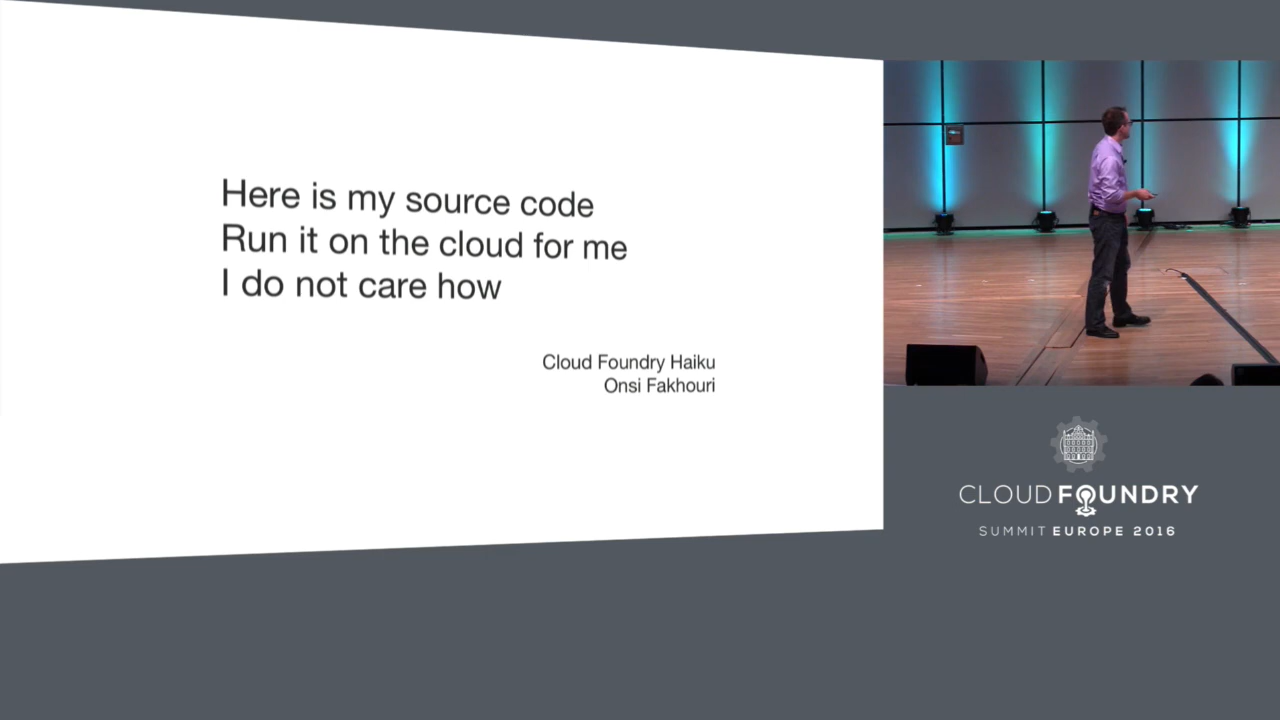 Here is my source code
Run it on the cloud for me
I do not care how
Cloud Foundry Haiku
Onsi Fakhouri
CLOUD FOUNDRY
SUMMIT EUROPE 2016